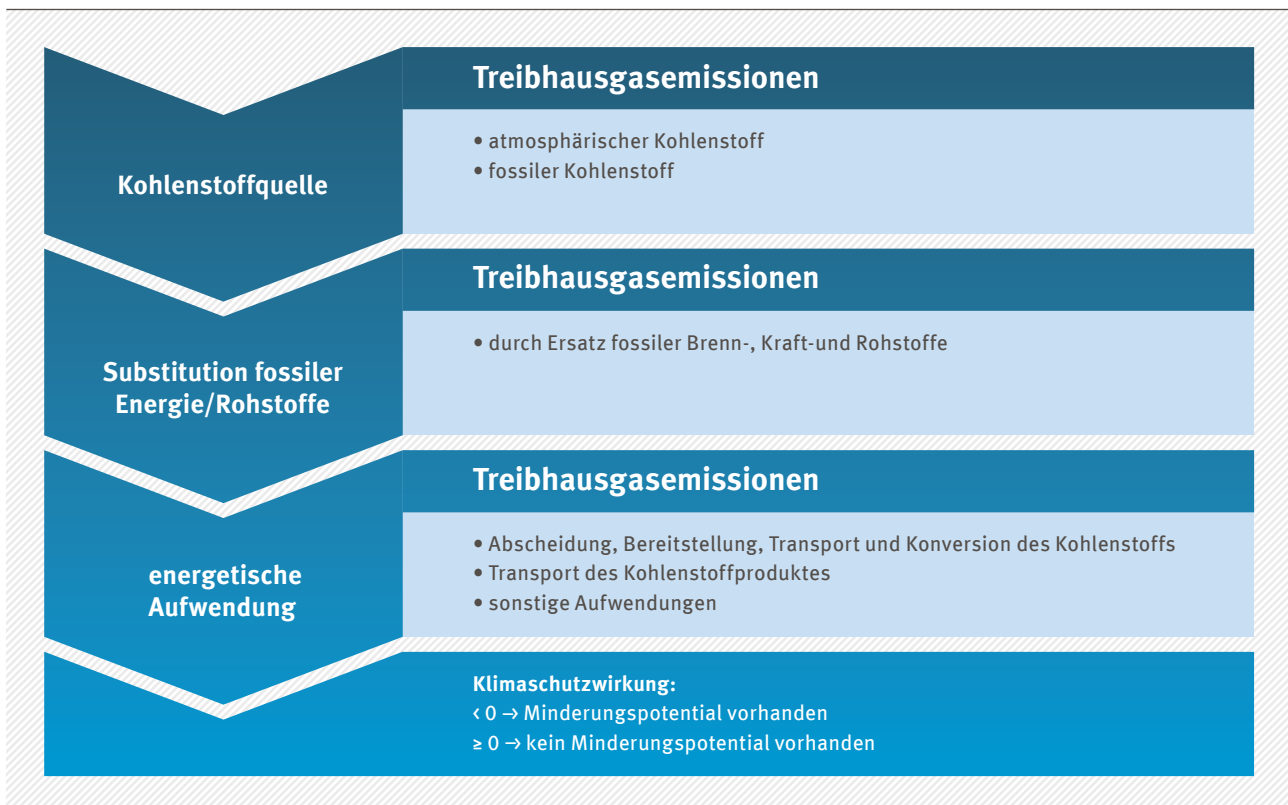 Kohlenstoffquelle
Treibhausgasemissionen
• atmosphärischer Kohlenstoff
• fossiler Kohlenstoff
Substitution fossiler
Energie/Rohstoffe
Treibhausgasemissionen
• durch Ersatz fossiler Brenn-, Kraft-und Rohstoffe
energetische
Aufwendung
Treibhausgasemissionen
• Abscheidung, Bereitstellung, Transport und Konversion des Kohlenstoffs
• Transport des Kohlenstoffproduktes
• sonstige Aufwendungen
Klimaschutzwirkung:
< 0 → Minderungspotential vorhanden
≥ 0 → kein Minderungspotential vorhanden